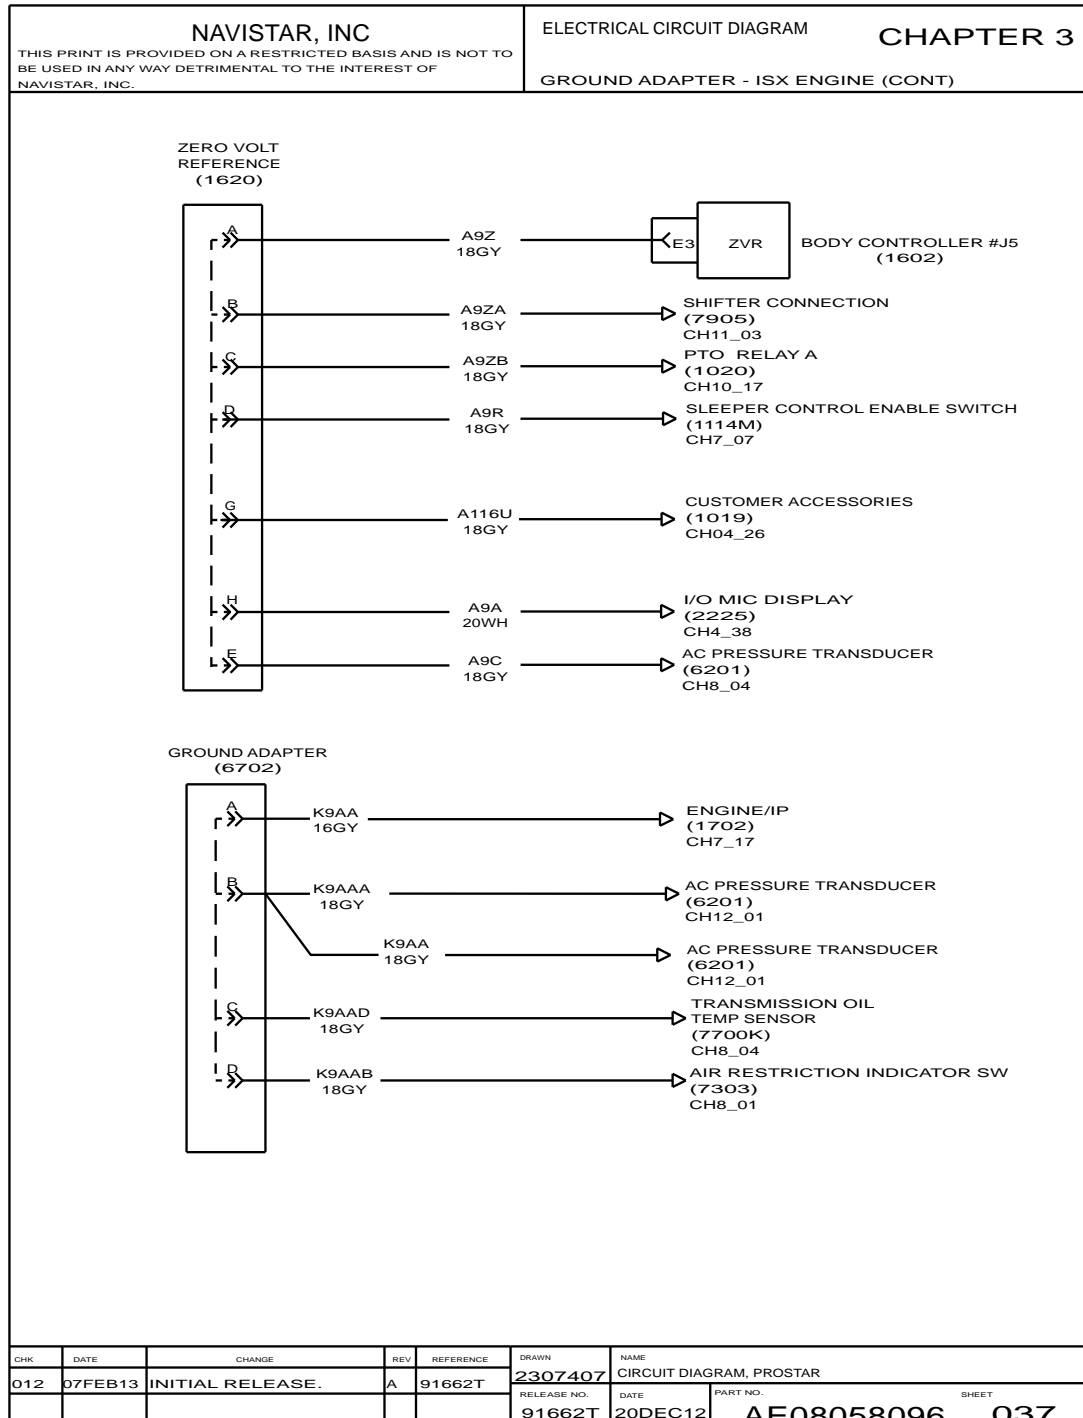 NAVISTAR, INC
THIS PRINT IS PROVIDED ON A RESTRICTED BASIS AND IS NOT TO
BE USED IN ANY WAY DETRIMENTAL TO THE INTEREST OF
NAVISTAR, INC.
ELECTRICAL CIRCUIT DIAGRAM
CHAPTER 3
GROUND ADAPTER - ISX ENGINE (CONT)
ZERO VOLT
REFERENCE
(1620)
A
A9Z
18GY
E3
ZVR
BODY CONTROLLER #J5
(1602)
B
A9ZA
18GY
SHIFTER CONNECTION
(7905)
CH11_03
C
A9ZB
18GY
PTO RELAY A
(1020)
CH10_17
D
A9R
18GY
SLEEPER CONTROL ENABLE SWITCH
(1114M)
CH7_07
G
A116U
18GY
CUSTOMER ACCESSORIES
(1019)
CH04_26
H
A9A
20WH
I/O MIC DISPLAY
(2225)
CH4_38
E
A9C
18GY
AC PRESSURE TRANSDUCER
(6201)
CH8_04
GROUND ADAPTER
(6702)
A
K9AA
16GY
ENGINE/IP
(1702)
CH7_17
B
K9AAA
18GY
AC PRESSURE TRANSDUCER
(6201)
CH12_01
K9AA
18GY
AC PRESSURE TRANSDUCER
(6201)
CH12_01
C
K9AAD
18GY
TRANSMISSION OIL
TEMP SENSOR
(7700K)
CH8_04
D
K9AAB
18GY
AIR RESTRICTION INDICATOR SW
(7303)
CH8_01
CHK DATE CHANGE REV REFERENCE
012 07FEB13 INITIAL RELEASE. A 91662T
DRAWN
2307407
NAME
CIRCUIT DIAGRAM, PROSTAR
RELEASE NO.
91662T
DATE
20DEC12
PART NO.
AE08058096
SHEET
037